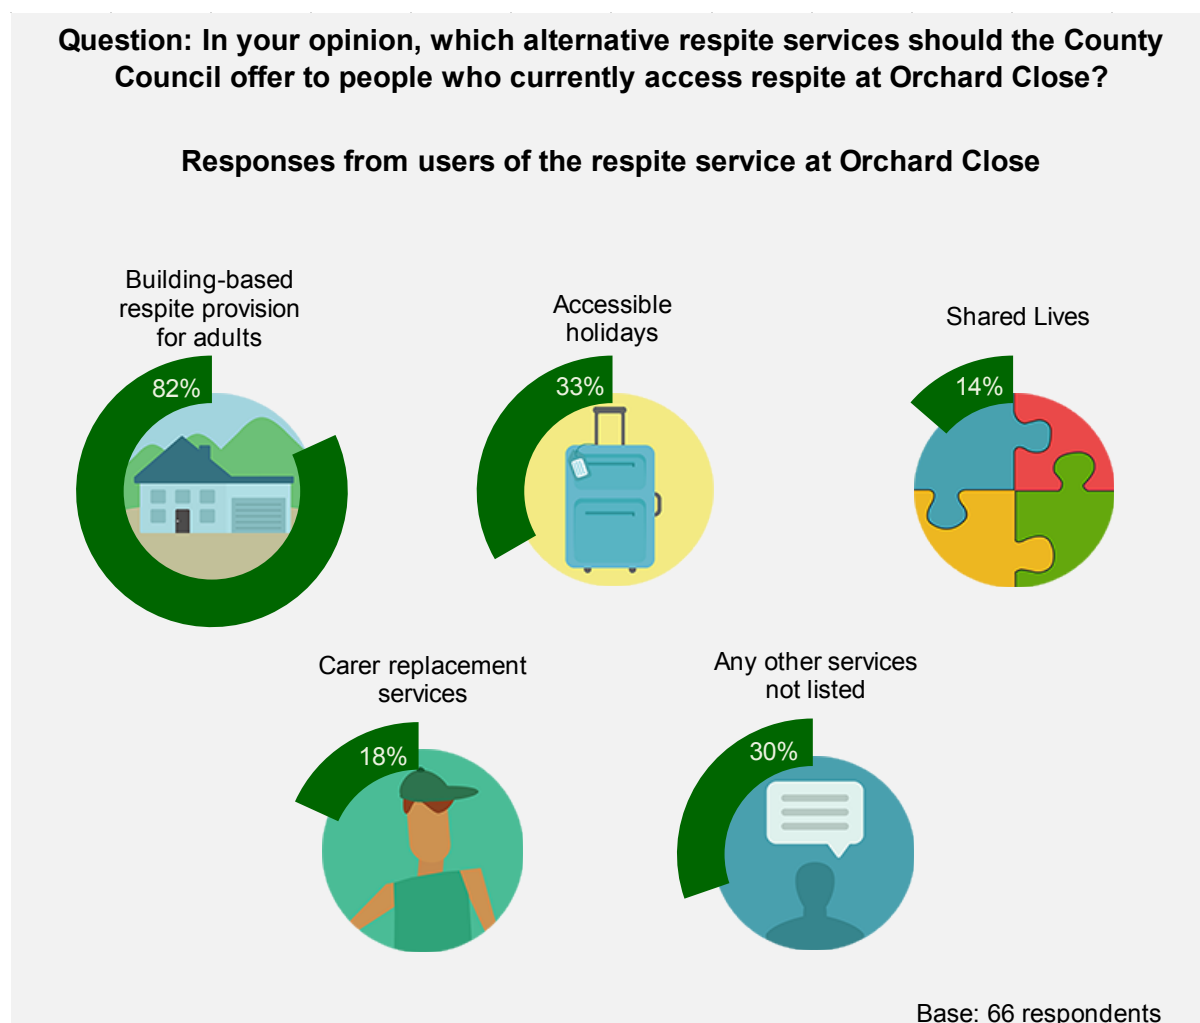 Question: In your opinion, which alternative respite services should the County
Council offer to people who currently access respite at Orchard Close?
Responses from users of the respite service at Orchard Close
Building-based
respite provision
for adults
82%
Accessible
holidays
33%
Shared Lives
14%
Carer replacement
services
18%
Any other services
not listed
30%
Base: 66 respondents